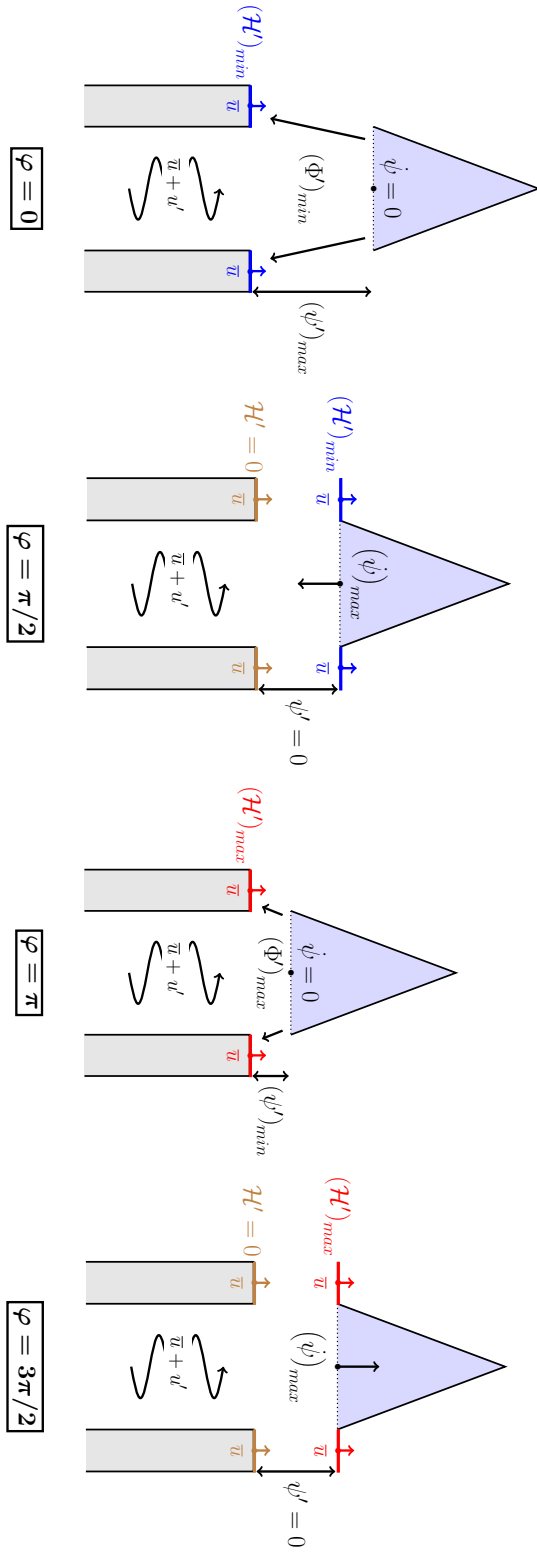 ψ̇ = 0
(Φ′)min
(ψ′)max
(ℋ′)min
u̅
u̅
u̅ + u′
φ = 0
(ψ̇)max
(ℋ′)min
u̅
u̅
ψ′ = 0
ℋ′ = 0
u̅
u̅
u̅ + u′
φ = π/2
ψ̇ = 0
(Φ′)max
(ψ′)min
(ℋ′)max
u̅
u̅
u̅ + u′
φ = π
(ℋ′)max
u̅
u̅
(ψ̇)max
ψ′ = 0
ℋ′ = 0
u̅
u̅
u̅ + u′
φ = 3π/2